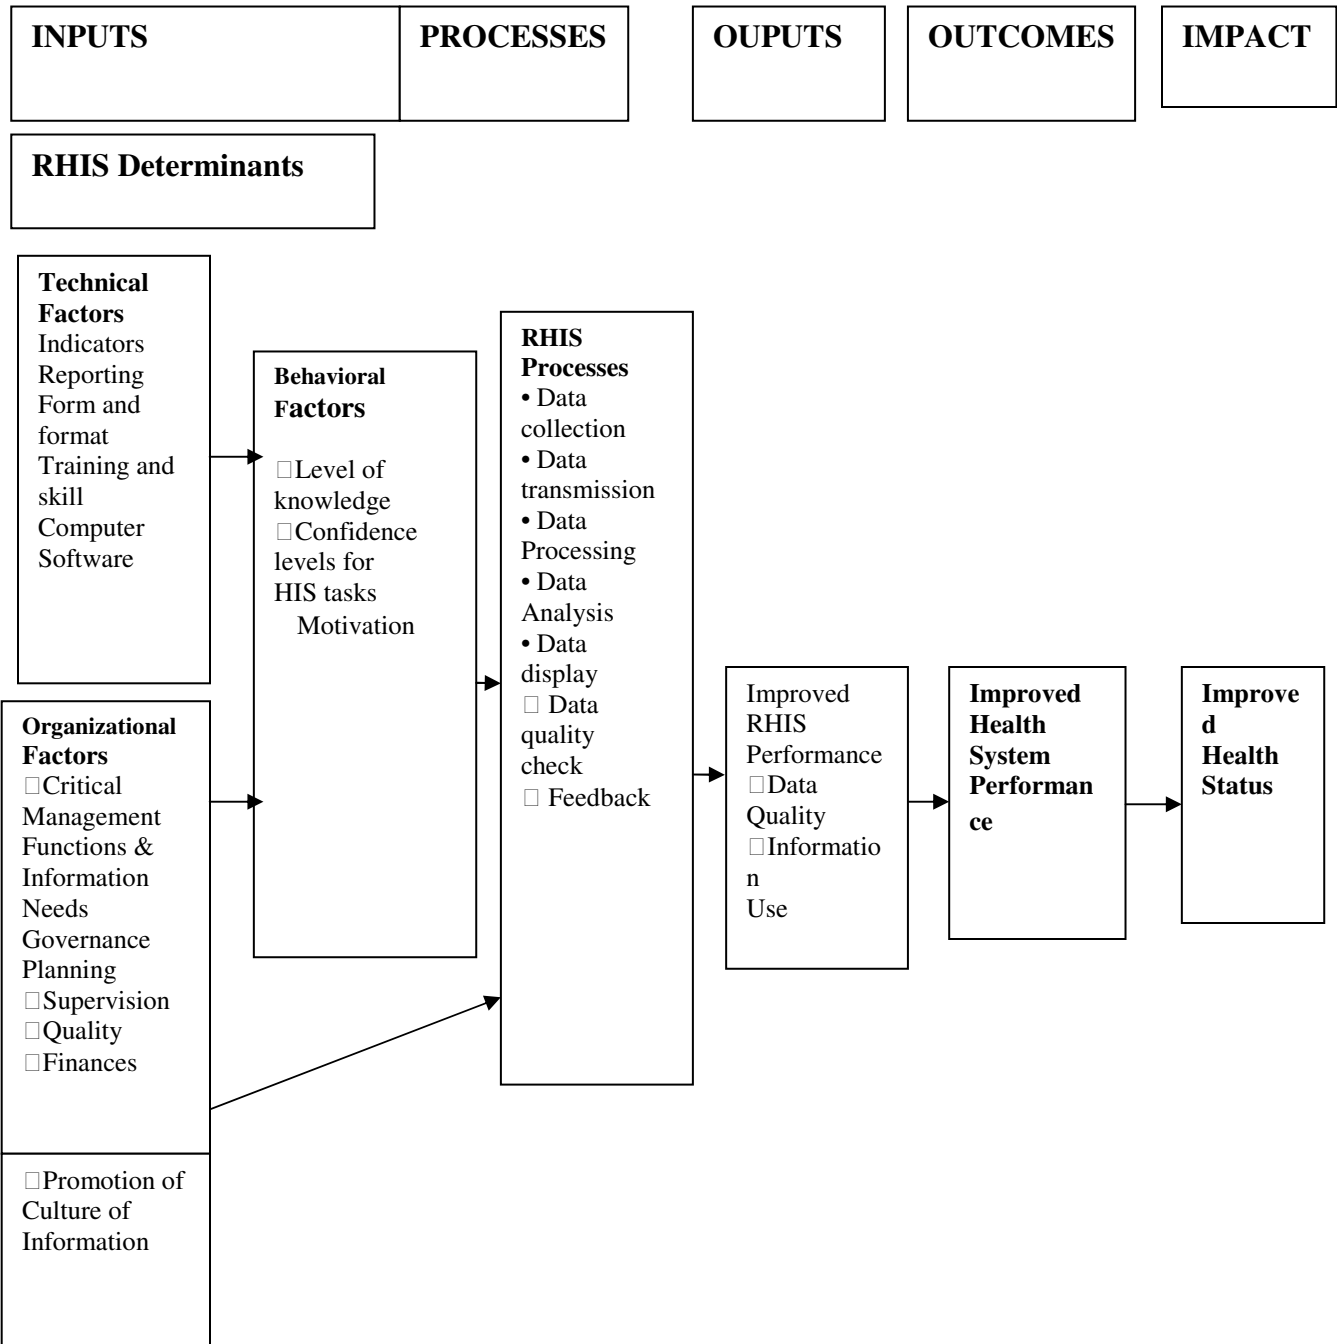 INPUTS
PROCESSES
OUPUTS
OUTCOMES
IMPACT
RHIS Determinants
Technical
Factors
Indicators
Reporting
Form and
format
Training and
skill
Computer
Software
Organizational
Factors
□Critical
Management
Functions &
Information
Needs
Governance
Planning
□Supervision
□Quality
□Finances
□Promotion of
Culture of
Information
Behavioral
Factors
□Level of
knowledge
□Confidence
levels for
HIS tasks
Motivation
RHIS
Processes
• Data
collection
• Data
transmission
• Data
Processing
• Data
Analysis
• Data
display
□ Data
quality
check
□ Feedback
Improved
RHIS
Performance
□Data
Quality
□Informatio
n
Use
Improved
Health
System
Performan
ce
Improve
d
Health
Status